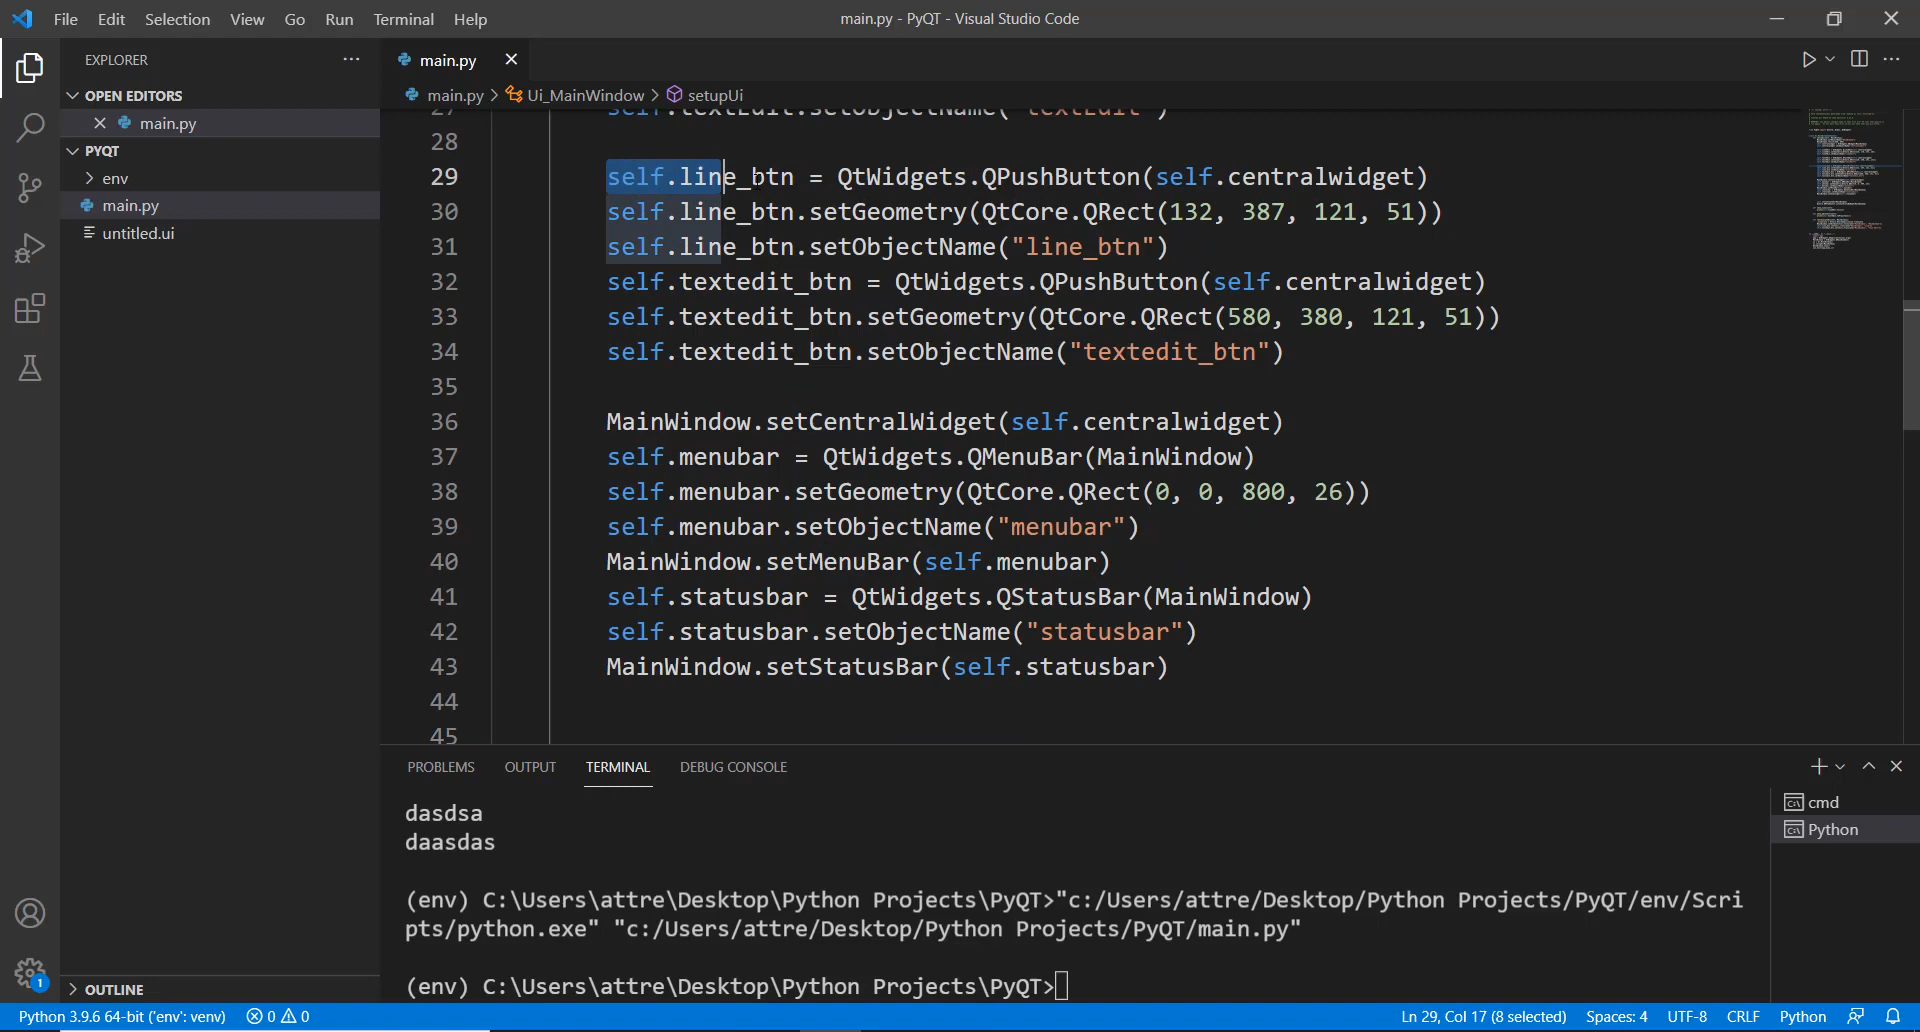 File Edit Selection View Go Run Terminal Help
main.py - PyQT - Visual Studio Code
EXPLORER
OPEN EDITORS
main.py
PYQT
env
main.py
untitled.ui
OUTLINE
main.py
main.py > Ui_MainWindow > setupUi
27 self.textEdit.setObjectName("textEdit")
28
29 self.line_btn = QtWidgets.QPushButton(self.centralwidget)
30 self.line_btn.setGeometry(QtCore.QRect(132, 387, 121, 51))
31 self.line_btn.setObjectName("line_btn")
32 self.textedit_btn = QtWidgets.QPushButton(self.centralwidget)
33 self.textedit_btn.setGeometry(QtCore.QRect(580, 380, 121, 51))
34 self.textedit_btn.setObjectName("textedit_btn")
35
36 MainWindow.setCentralWidget(self.centralwidget)
37 self.menubar = QtWidgets.QMenuBar(MainWindow)
38 self.menubar.setGeometry(QtCore.QRect(0, 0, 800, 26))
39 self.menubar.setObjectName("menubar")
40 MainWindow.setMenuBar(self.menubar)
41 self.statusbar = QtWidgets.QStatusBar(MainWindow)
42 self.statusbar.setObjectName("statusbar")
43 MainWindow.setStatusBar(self.statusbar)
44
45
PROBLEMS OUTPUT TERMINAL DEBUG CONSOLE
dasdsa
daasdas
(env) C:\Users\attre\Desktop\Python Projects\PyQT>"c:/Users/attre/Desktop/Python Projects/PyQT/env/Scri
pts/python.exe" "c:/Users/attre/Desktop/Python Projects/PyQT/main.py"
(env) C:\Users\attre\Desktop\Python Projects\PyQT>
cmd
Python
1
Python 3.9.6 64-bit ('env': venv) 0 0 Ln 29, Col 17 (8 selected) Spaces: 4 UTF-8 CRLF Python